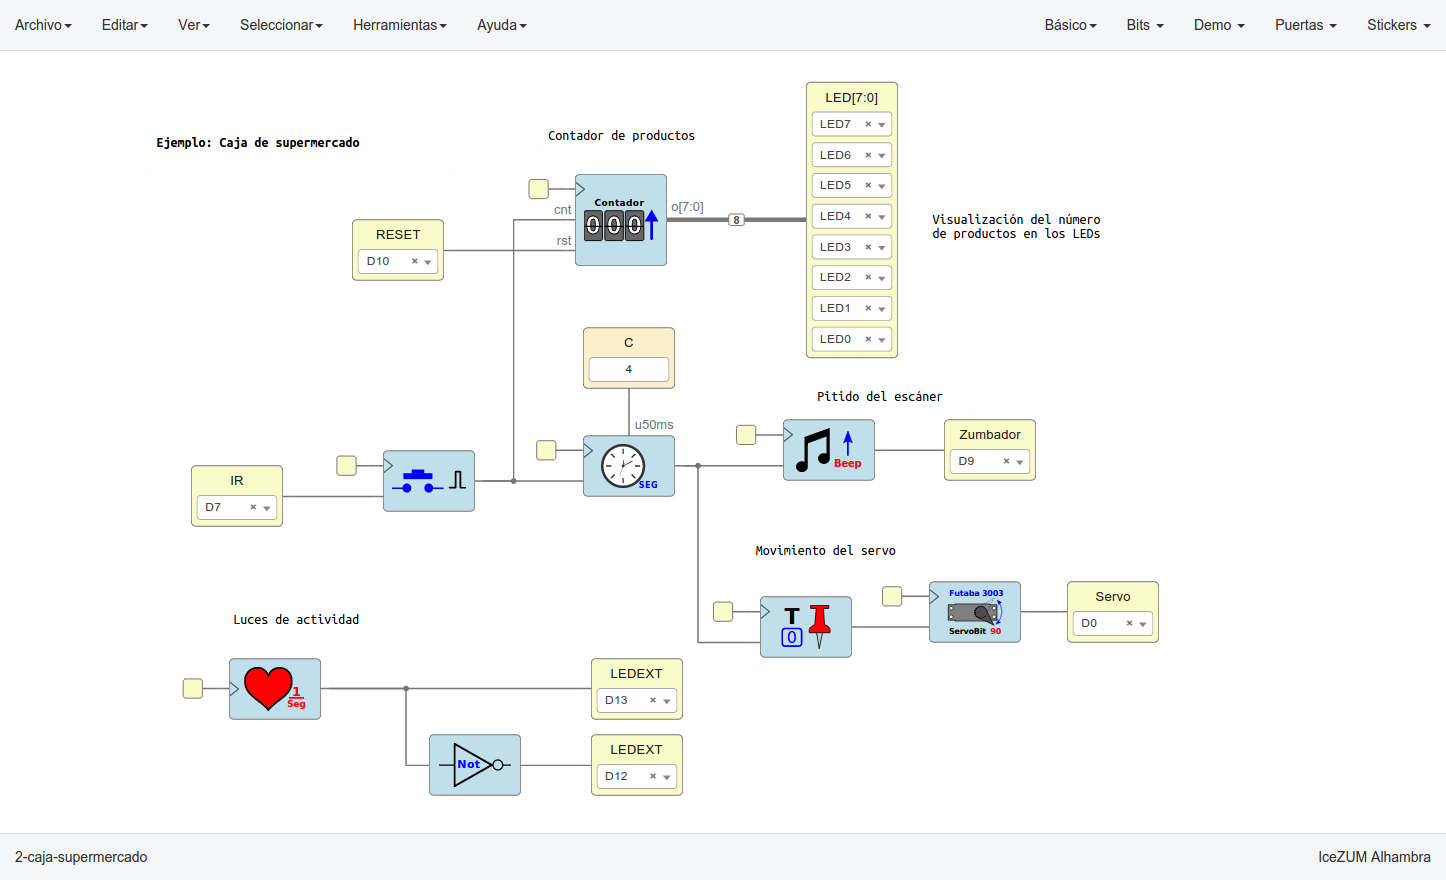 Archivo Editar Ver Seleccionar Herramientas Ayuda Básico Bits Demo Puertas Stickers
Ejemplo: Caja de supermercado
Contador de productos
LED[7:0]
LED7
LED6
LED5
LED4
LED3
LED2
LED1
LED0
cnt
rst
Contador
000
o[7:0]
8
Visualización del número
de productos en los LEDs
RESET
D10
C
4
u50ms
SEG
Pitido del escáner
Beep
Zumbador
D9
IR
D7
Movimiento del servo
T
0
Futaba 3003
ServoBit 90
Servo
D0
Luces de actividad
1
Seg
LEDEXT
D13
Not
LEDEXT
D12
2-caja-supermercado
IceZUM Alhambra